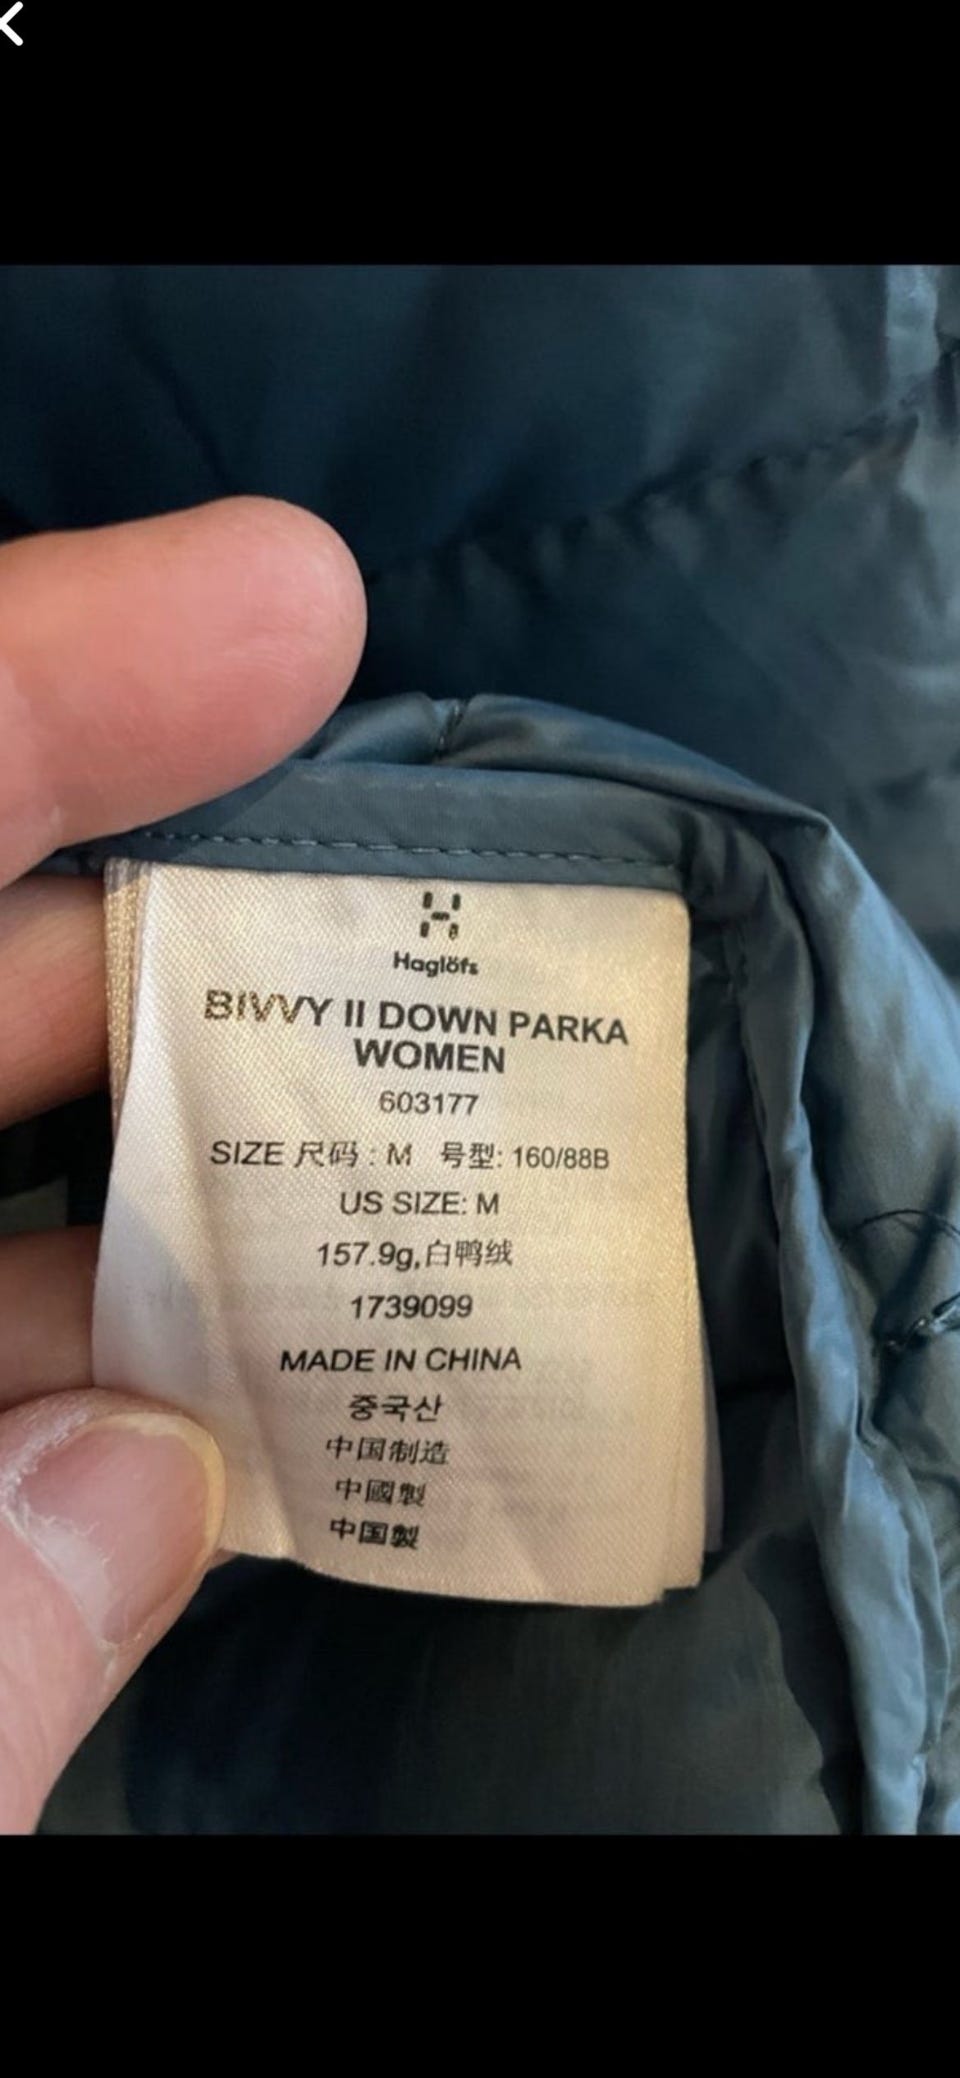 Haglöfs
BIVVY II DOWN PARKA
WOMEN
603177
SIZE 尺码 : M 号型: 160/88B
US SIZE: M
157.9g,白鸭绒
1739099
MADE IN CHINA
중국산
中国制造
中國製
中国製